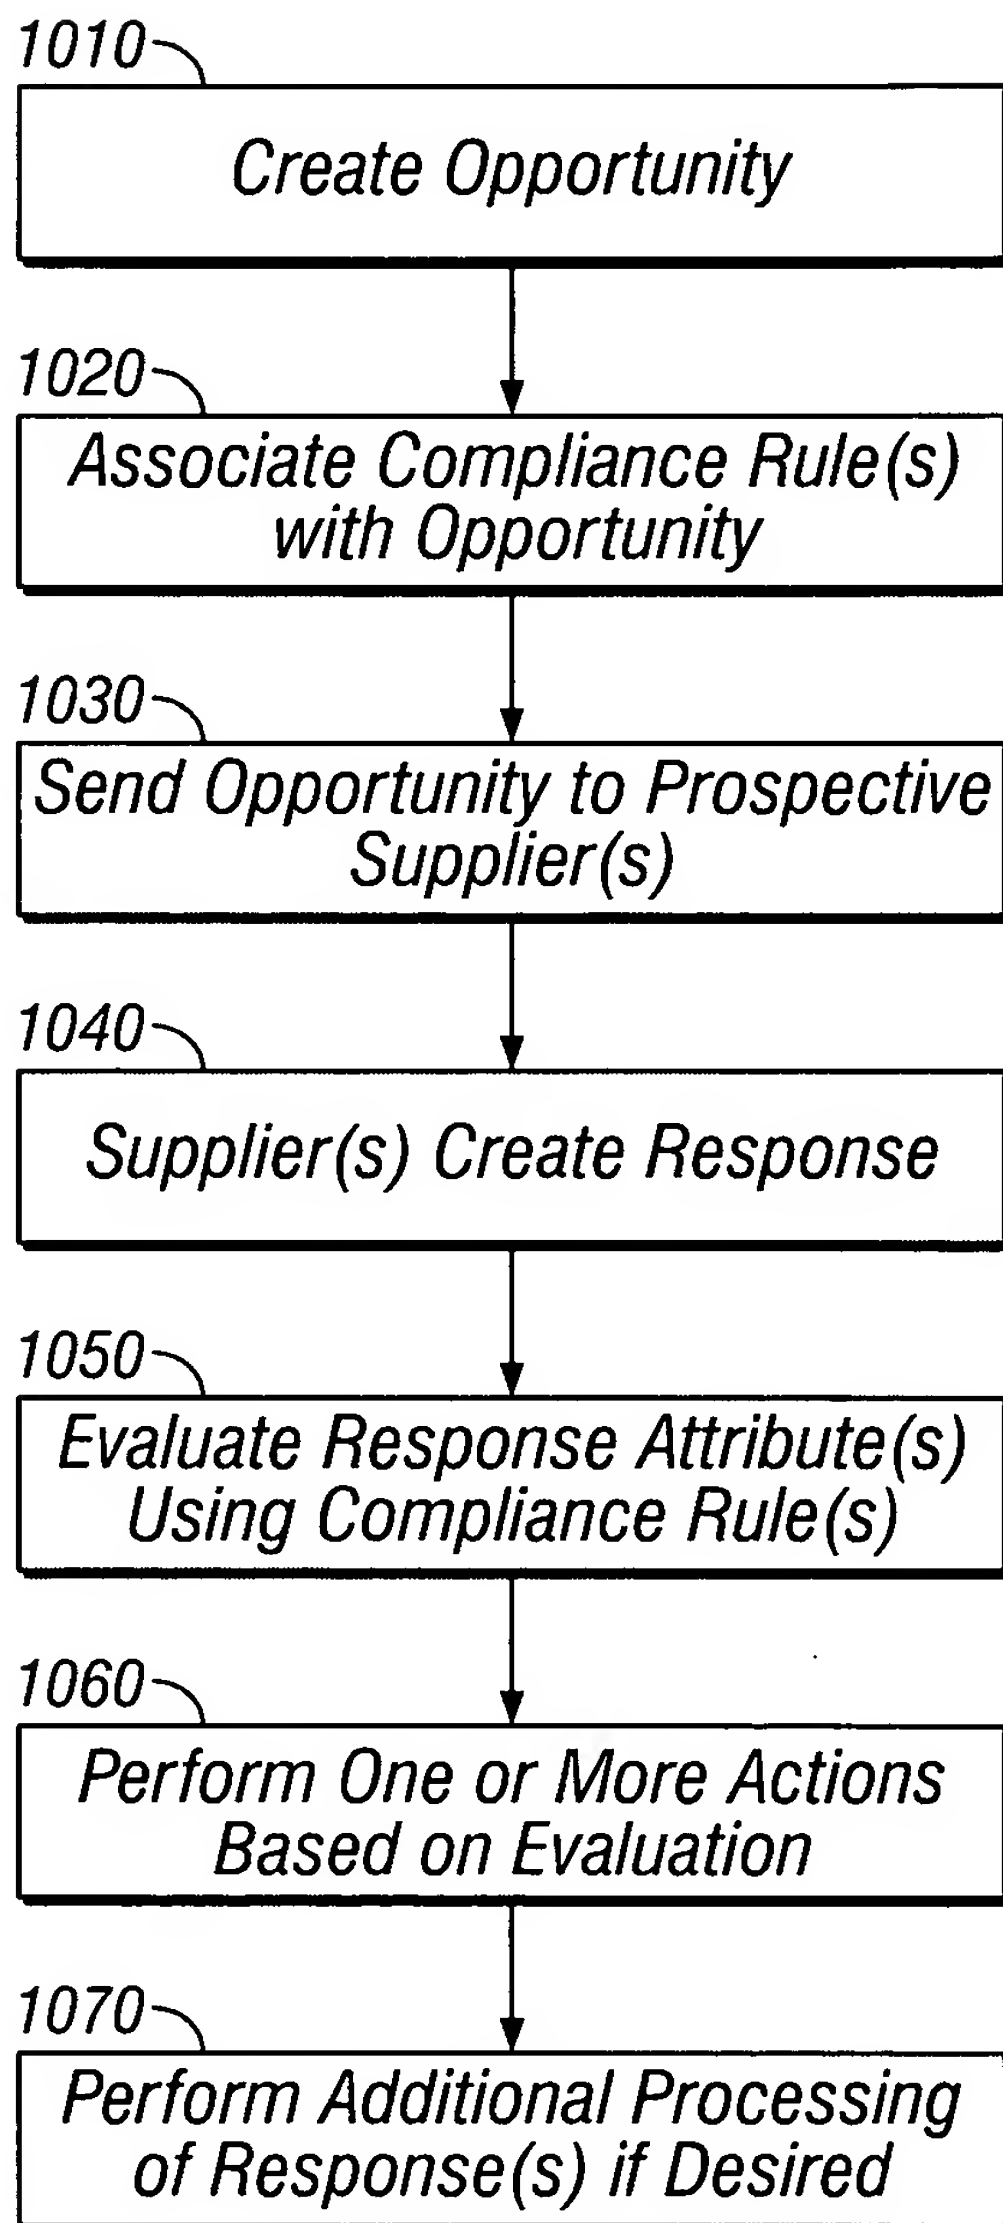 1010
Create Opportunity
1020
Associate Compliance Rule(s)
with Opportunity
1030
Send Opportunity to Prospective
Supplier(s)
1040
Supplier(s) Create Response
1050
Evaluate Response Attribute(s)
Using Compliance Rule(s)
1060
Perform One or More Actions
Based on Evaluation
1070
Perform Additional Processing
of Response(s) if Desired